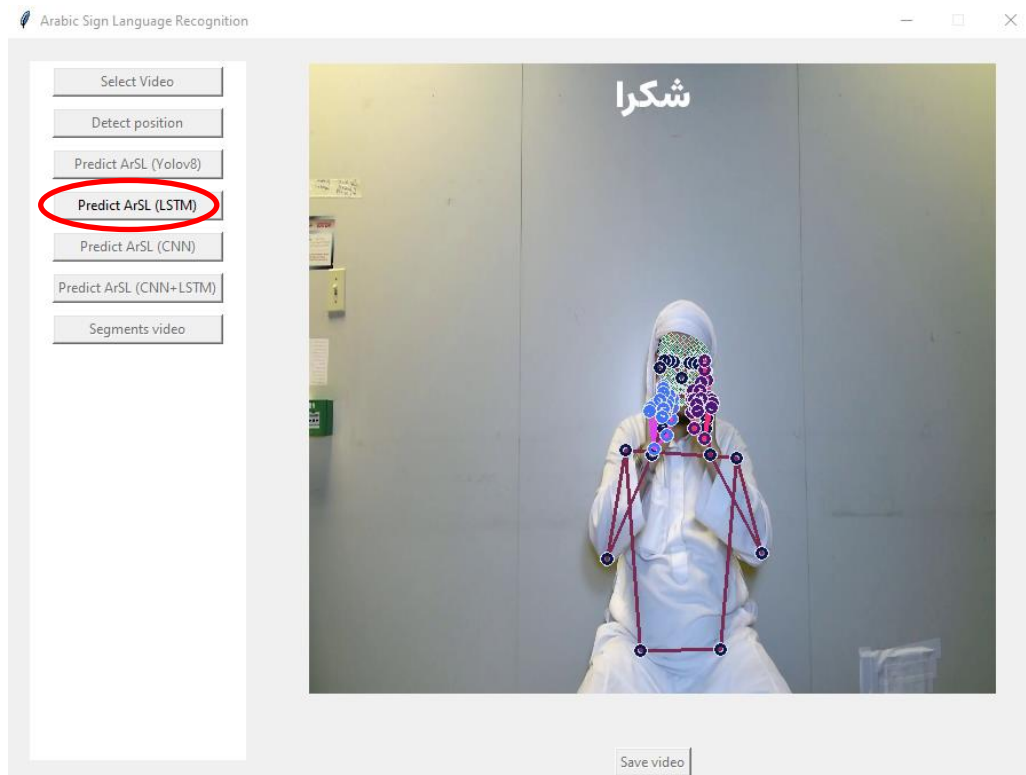 Arabic Sign Language Recognition
Select Video
Detect position
Predict ArSL (Yolov8)
Predict ArSL (LSTM)
Predict ArSL (CNN)
Predict ArSL (CNN+LSTM)
Segments video
شكرا
Save video